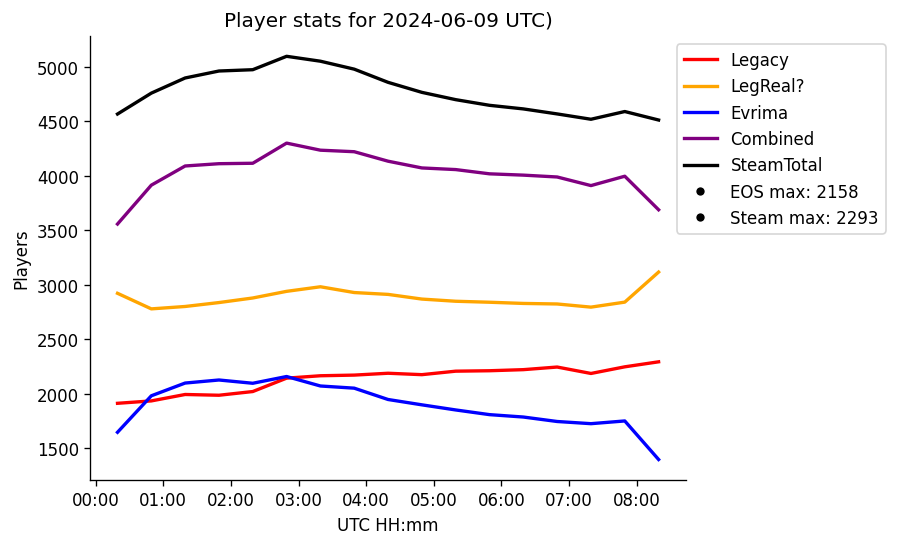 Player stats for 2024-06-09 UTC)
Players
5000
4500
4000
3500
3000
2500
2000
1500
00:00 01:00 02:00 03:00 04:00 05:00 06:00 07:00 08:00
UTC HH:mm
Legacy
LegReal?
Evrima
Combined
SteamTotal
EOS max: 2158
Steam max: 2293